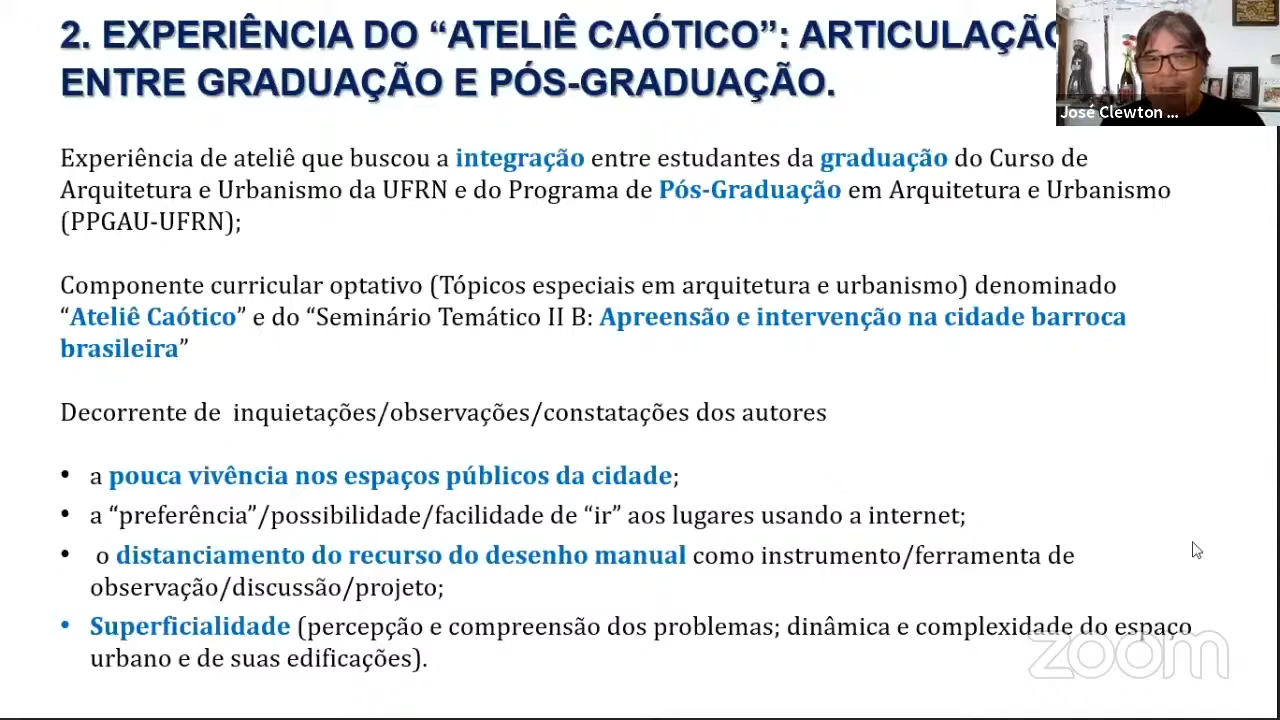 2. EXPERIÊNCIA DO “ATELIÊ CAÓTICO”: ARTICULAÇÃO
ENTRE GRADUAÇÃO E PÓS-GRADUAÇÃO.
José Clewton ...
Experiência de ateliê que buscou a integração entre estudantes da graduação do Curso de
Arquitetura e Urbanismo da UFRN e do Programa de Pós-Graduação em Arquitetura e Urbanismo
(PPGAU-UFRN);
Componente curricular optativo (Tópicos especiais em arquitetura e urbanismo) denominado
“Ateliê Caótico” e do “Seminário Temático II B: Apreensão e intervenção na cidade barroca
brasileira”
Decorrente de inquietações/observações/constatações dos autores
• a pouca vivência nos espaços públicos da cidade;
• a “preferência”/possibilidade/facilidade de “ir” aos lugares usando a internet;
• o distanciamento do recurso do desenho manual como instrumento/ferramenta de
observação/discussão/projeto;
• Superficialidade (percepção e compreensão dos problemas; dinâmica e complexidade do espaço
urbano e de suas edificações).
zoom